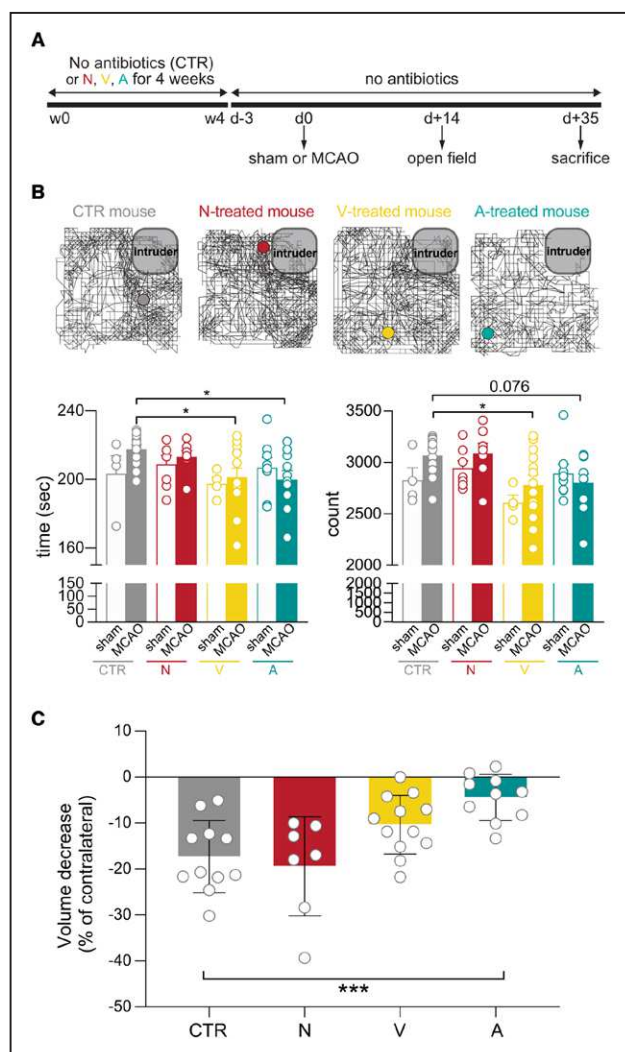 A
No antibiotics (CTR)
or N, V, A for 4 weeks
no antibiotics
w0 w4 d-3 d0 d+14 d+35
sham or MCAO open field sacrifice
B
CTR mouse N-treated mouse V-treated mouse A-treated mouse
intruder intruder intruder intruder
time (sec)
240
200
160
150
100
50
0
*
*
sham MCAO sham MCAO sham MCAO sham MCAO
CTR N V A
count
3500
3000
2500
2000
2000
1500
1000
500
0
0.076
*
sham MCAO sham MCAO sham MCAO sham MCAO
CTR N V A
C
Volume decrease
(% of contralateral)
10
0
-10
-20
-30
-40
-50
***
CTR N V A